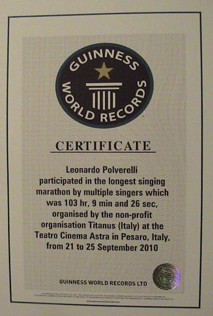 GUINNESS
WORLD RECORDS
CERTIFICATE
Leonardo Polverelli
participated in the longest singing
marathon by multiple singers which
was 103 hr, 9 min and 26 sec,
organised by the non-profit
organisation Titanus (Italy) at the
Teatro Cinema Astra in Pesaro, Italy,
from 21 to 25 September 2010
GUINNESS WORLD RECORDS LTD